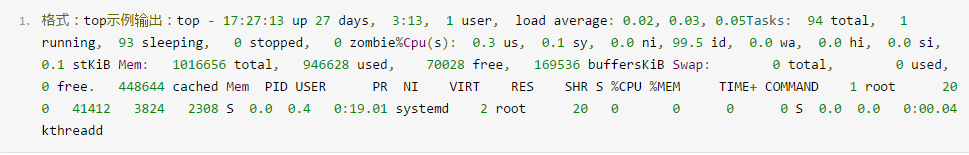 1. 格式：top示例输出：top - 17:27:13 up 27 days,  3:13,  1 user,  load average: 0.02, 0.03, 0.05Tasks:  94 total,   1
running,  93 sleeping,   0 stopped,   0 zombie%Cpu(s):  0.3 us,  0.1 sy,  0.0 ni, 99.5 id,  0.0 wa,  0.0 hi,  0.0 si,
0.1 stKiB Mem:   1016656 total,   946628 used,    70028 free,   169536 buffersKiB Swap:        0 total,        0 used,
0 free.   448644 cached Mem  PID USER      PR  NI    VIRT    RES    SHR S %CPU %MEM     TIME+ COMMAND    1 root      20
0   41412   3824   2308 S  0.0  0.4   0:19.01 systemd    2 root      20   0       0      0      0 S  0.0  0.0   0:00.04
kthreadd